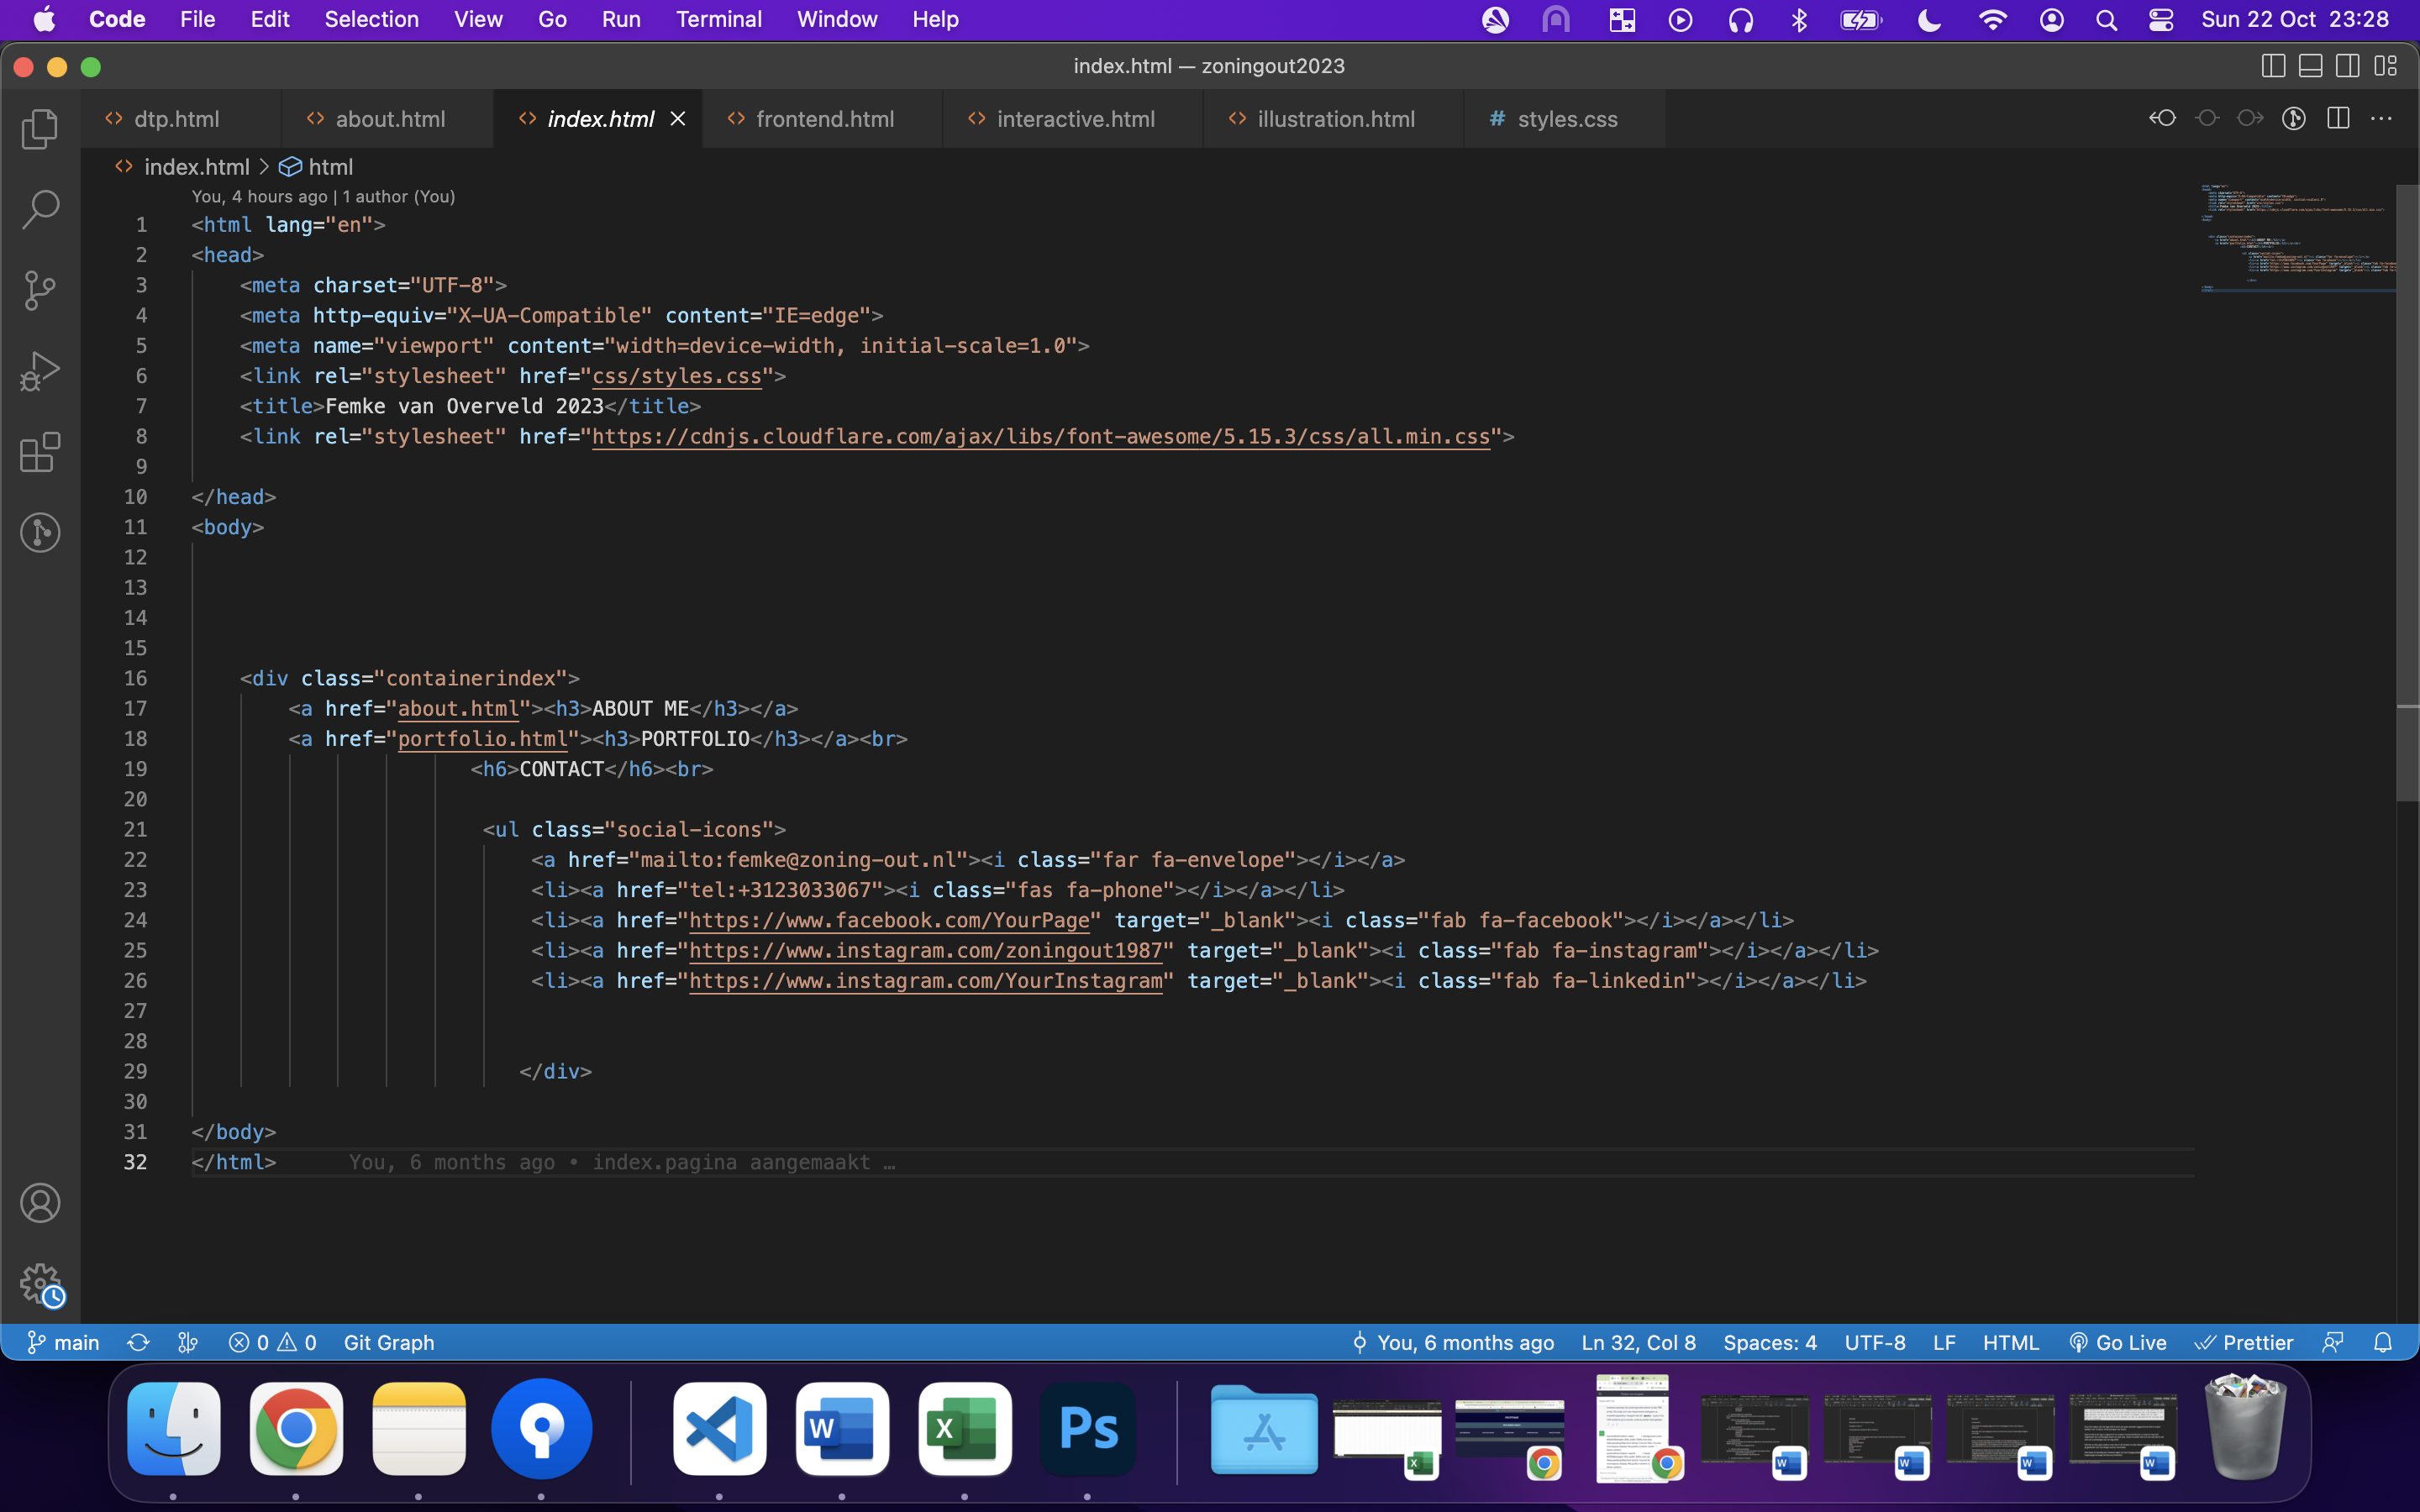 Code File Edit Selection View Go Run Terminal Window Help Sun 22 Oct 23:28
index.html — zoningout2023
dtp.html about.html index.html frontend.html interactive.html illustration.html # styles.css
index.html > html
You, 4 hours ago | 1 author (You)
1 <html lang="en">
2 <head>
3 <meta charset="UTF-8">
4 <meta http-equiv="X-UA-Compatible" content="IE=edge">
5 <meta name="viewport" content="width=device-width, initial-scale=1.0">
6 <link rel="stylesheet" href="css/styles.css">
7 <title>Femke van Overveld 2023</title>
8 <link rel="stylesheet" href="https://cdnjs.cloudflare.com/ajax/libs/font-awesome/5.15.3/css/all.min.css">
9
10 </head>
11 <body>
12
13
14
15
16 <div class="containerindex">
17 <a href="about.html"><h3>ABOUT ME</h3></a>
18 <a href="portfolio.html"><h3>PORTFOLIO</h3></a><br>
19 <h6>CONTACT</h6><br>
20
21 <ul class="social-icons">
22 <a href="mailto:femke@zoning-out.nl"><i class="far fa-envelope"></i></a>
23 <li><a href="tel:+3123033067"><i class="fas fa-phone"></i></a></li>
24 <li><a href="https://www.facebook.com/YourPage" target="_blank"><i class="fab fa-facebook"></i></a></li>
25 <li><a href="https://www.instagram.com/zoningout1987" target="_blank"><i class="fab fa-instagram"></i></a></li>
26 <li><a href="https://www.instagram.com/YourInstagram" target="_blank"><i class="fab fa-linkedin"></i></a></li>
27
28
29 </div>
30
31 </body>
32 </html> You, 6 months ago • index.pagina aangemaakt …
main 0 0 Git Graph You, 6 months ago Ln 32, Col 8 Spaces: 4 UTF-8 LF HTML Go Live Prettier
W X Ps X W W W W